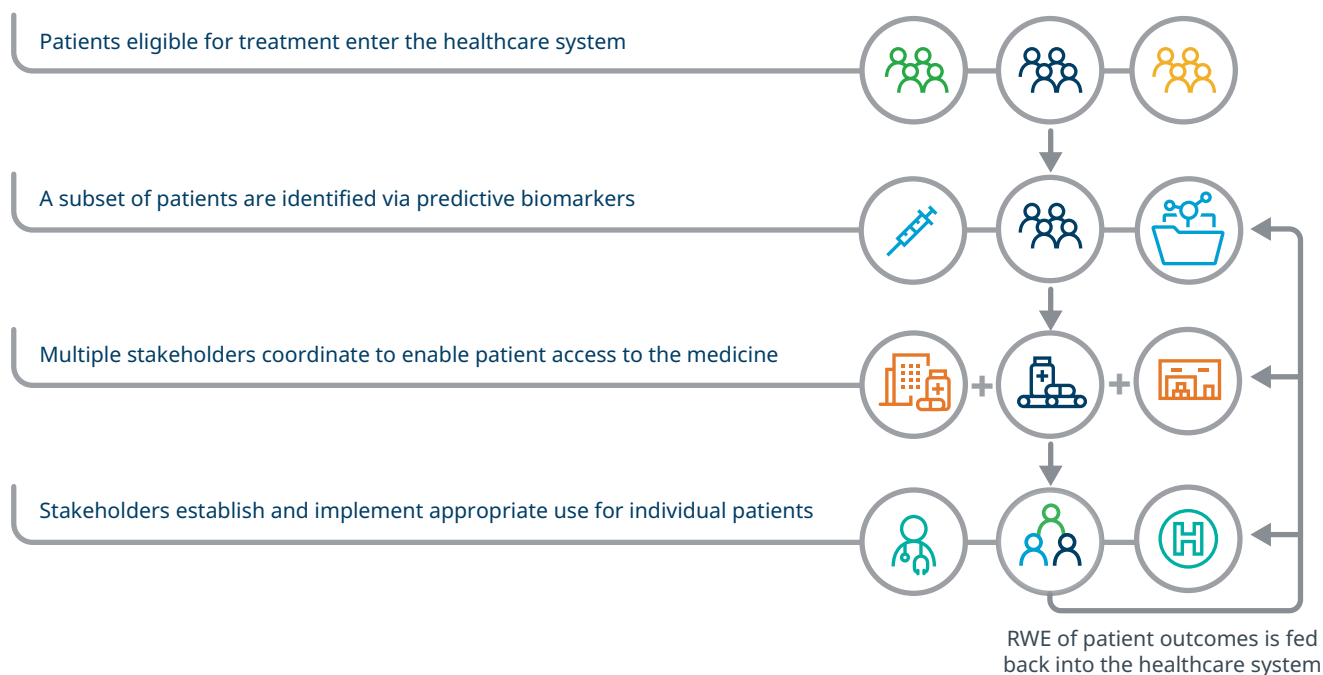 Patients eligible for treatment enter the healthcare system
A subset of patients are identified via predictive biomarkers
Multiple stakeholders coordinate to enable patient access to the medicine
Stakeholders establish and implement appropriate use for individual patients
H
RWE of patient outcomes is fed
back into the healthcare system